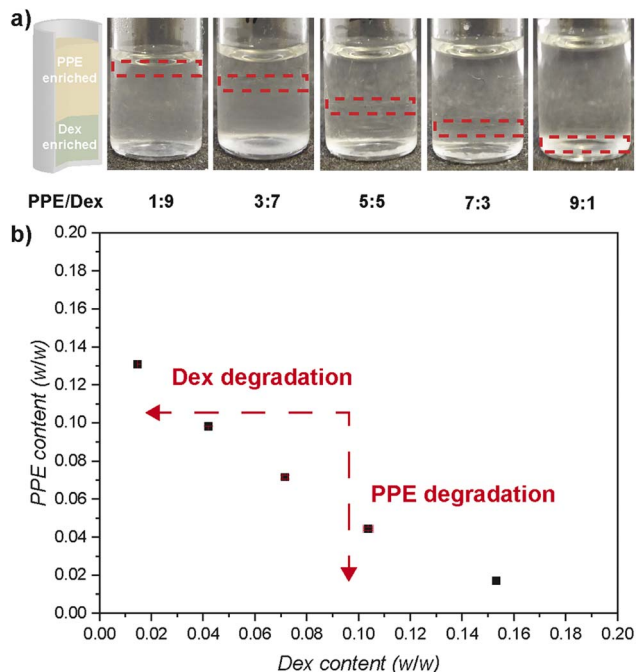 a)
PPE
enriched
Dex
enriched
PPE/Dex 1:9 3:7 5:5 7:3 9:1
b)
0.20
0.18
0.16
0.14
0.12
0.10
0.08
0.06
0.04
0.02
0.00
PPE content (w/w)
Dex degradation
PPE degradation
0.00 0.02 0.04 0.06 0.08 0.10 0.12 0.14 0.16 0.18 0.20
Dex content (w/w)